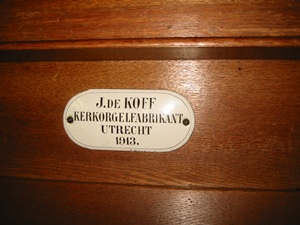 J. DE KOFF
KERKORGELFABRIKANT
UTRECHT
1913.